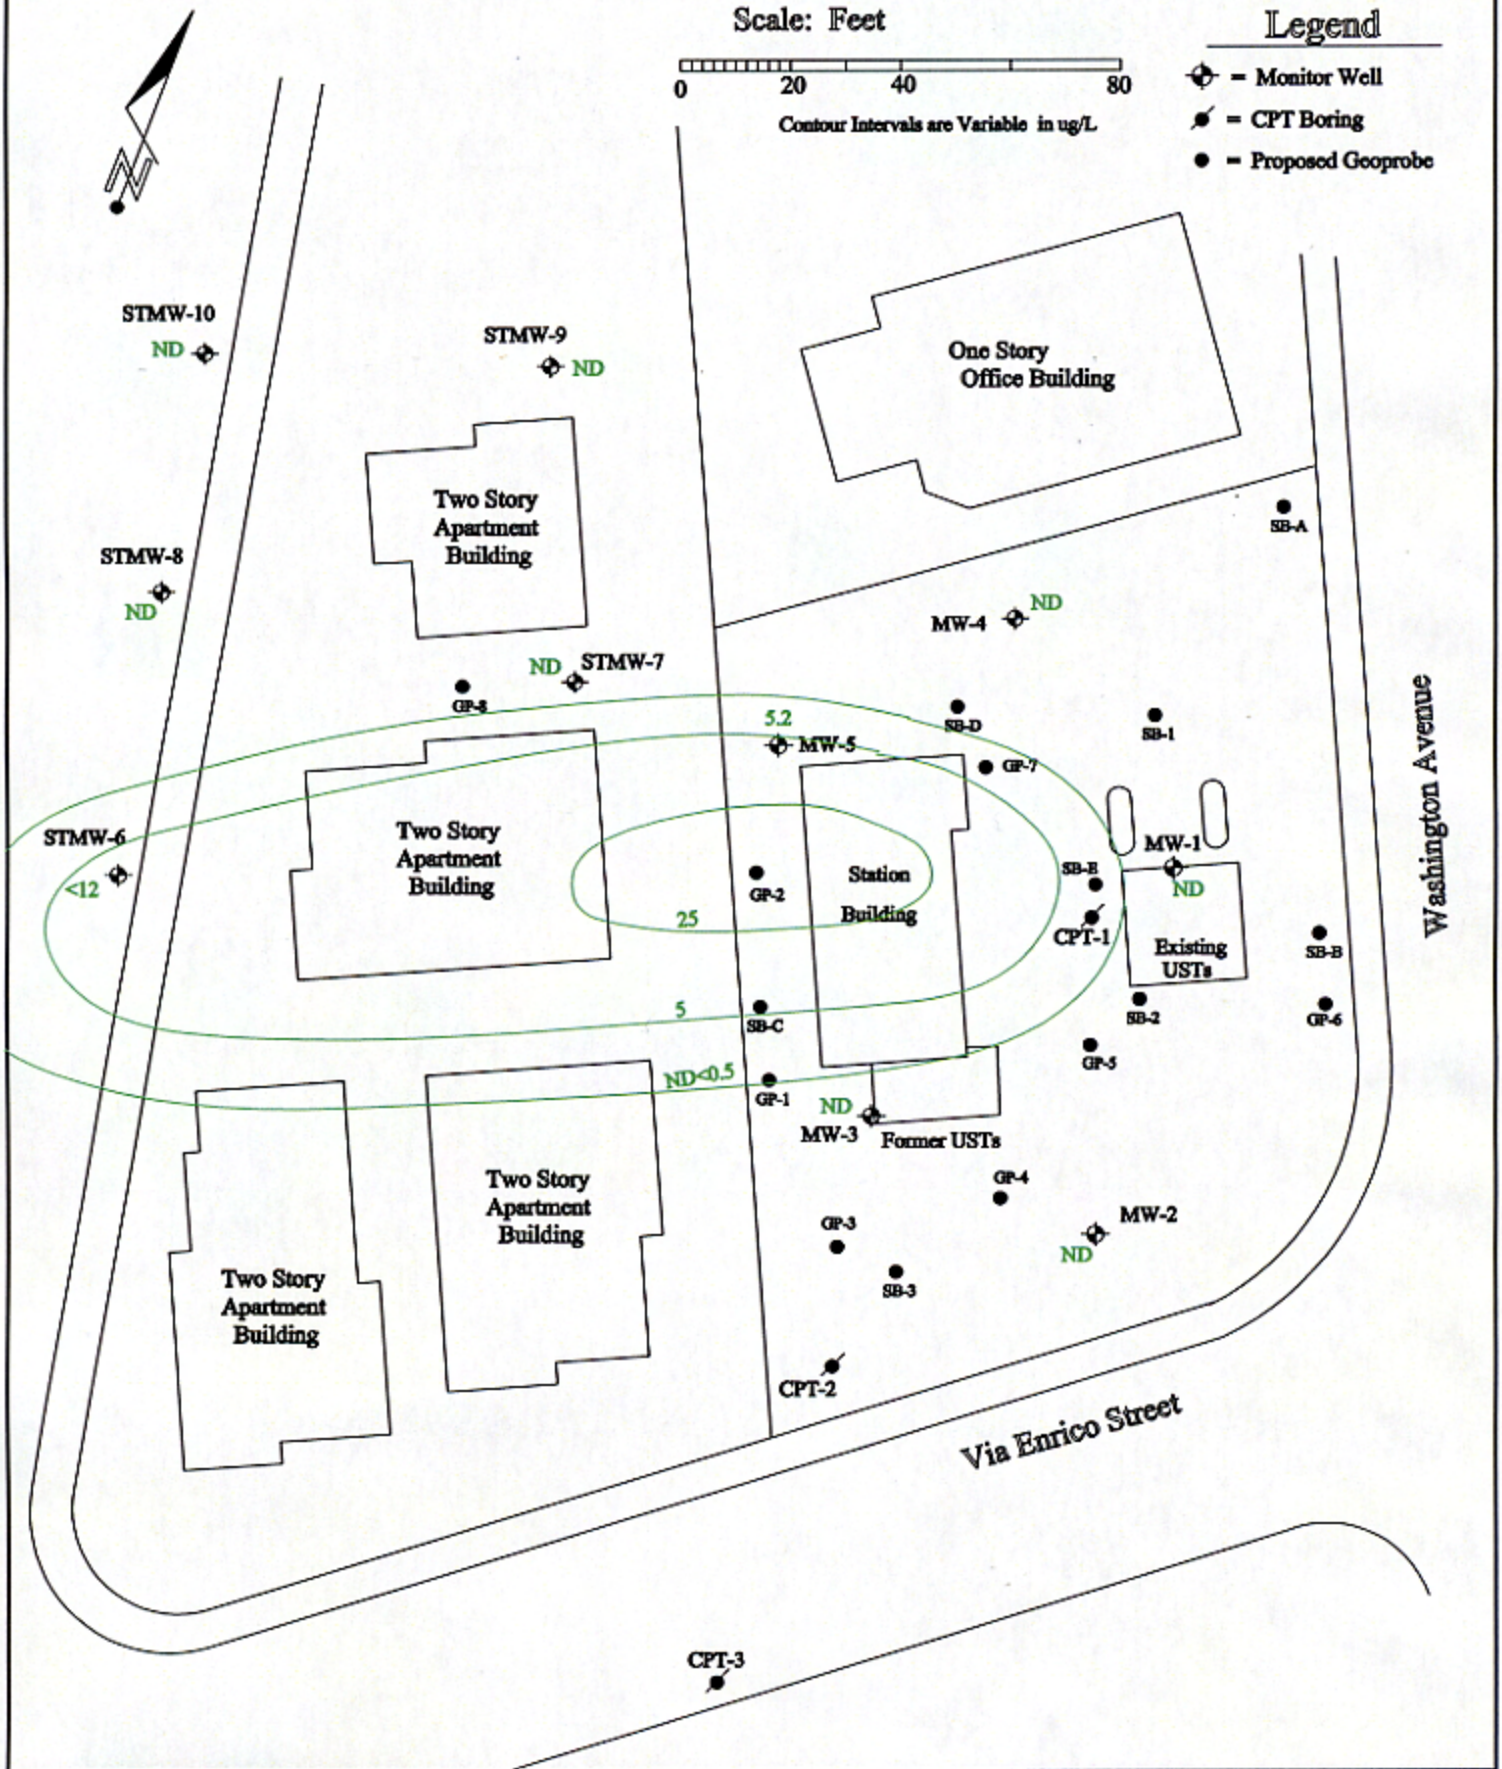 Scale: Feet
0 20 40 80
Contour Intervals are Variable in ug/L
Legend
= Monitor Well
= CPT Boring
= Proposed Geoprobe
N
STMW-10
ND
STMW-9
ND
One Story
Office Building
Two Story
Apartment
Building
SB-A
STMW-8
ND
MW-4
ND
ND
STMW-7
GP-8
5.2
MW-5
SB-D
SB-1
GP-7
Washington Avenue
STMW-6
<12
Two Story
Apartment
Building
GP-2
25
Station
Building
SB-E
CPT-1
MW-1
ND
Existing
USTs
SB-B
GP-6
5
SB-C
SB-2
GP-5
ND<0.5
GP-1
ND
MW-3
Former USTs
GP-4
Two Story
Apartment
Building
GP-3
MW-2
ND
SB-3
Two Story
Apartment
Building
CPT-2
Via Enrico Street
CPT-3